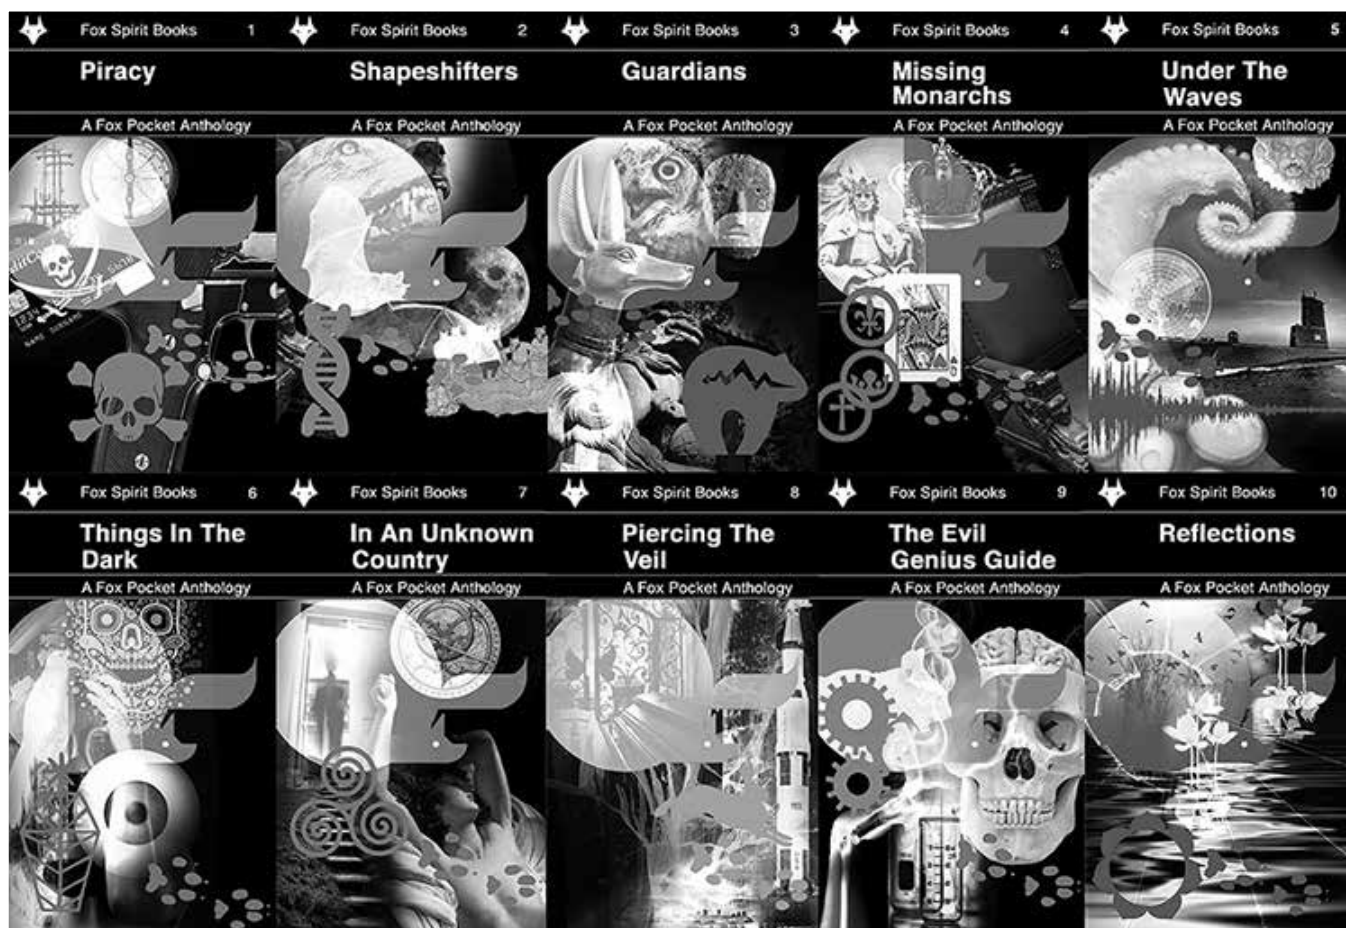 Fox Spirit Books 1
Piracy
A Fox Pocket Anthology
Fox Spirit Books 2
Shapeshifters
A Fox Pocket Anthology
Fox Spirit Books 3
Guardians
A Fox Pocket Anthology
Fox Spirit Books 4
Missing
Monarchs
A Fox Pocket Anthology
Q
Fox Spirit Books 5
Under The
Waves
A Fox Pocket Anthology
Fox Spirit Books 6
Things In The
Dark
A Fox Pocket Anthology
Fox Spirit Books 7
In An Unknown
Country
A Fox Pocket Anthology
Fox Spirit Books 8
Piercing The
Veil
A Fox Pocket Anthology
Fox Spirit Books 9
The Evil
Genius Guide
A Fox Pocket Anthology
Fox Spirit Books 10
Reflections
A Fox Pocket Anthology